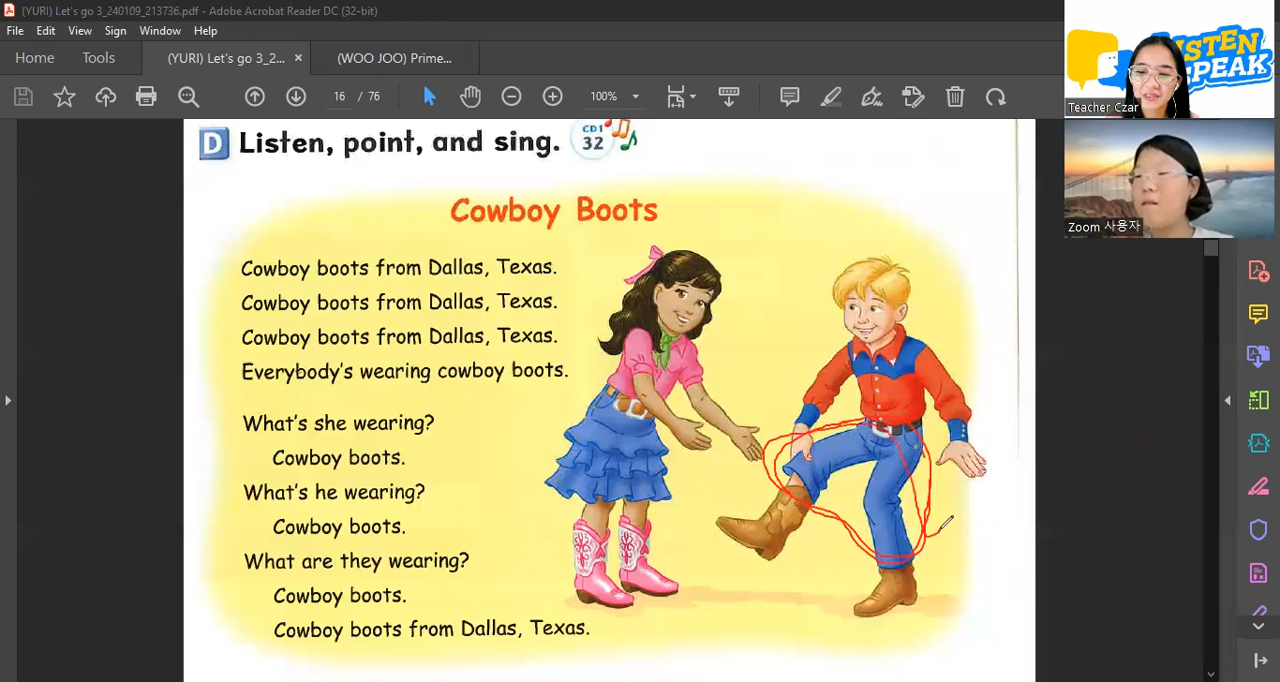 (YURI) Let's go 3_240109_213736.pdf - Adobe Acrobat Reader DC (32-bit)
File Edit View Sign Window Help
Home Tools (YURI) Let's go 3_2... × (WOO JOO) Prime...
16 / 76 100%
LISTEN
SPEAK
Teacher Czar
Zoom 사용자
D Listen, point, and sing. CD1 32
Cowboy Boots
Cowboy boots from Dallas, Texas.
Cowboy boots from Dallas, Texas.
Cowboy boots from Dallas, Texas.
Everybody's wearing cowboy boots.
What's she wearing?
Cowboy boots.
What's he wearing?
Cowboy boots.
What are they wearing?
Cowboy boots.
Cowboy boots from Dallas, Texas.